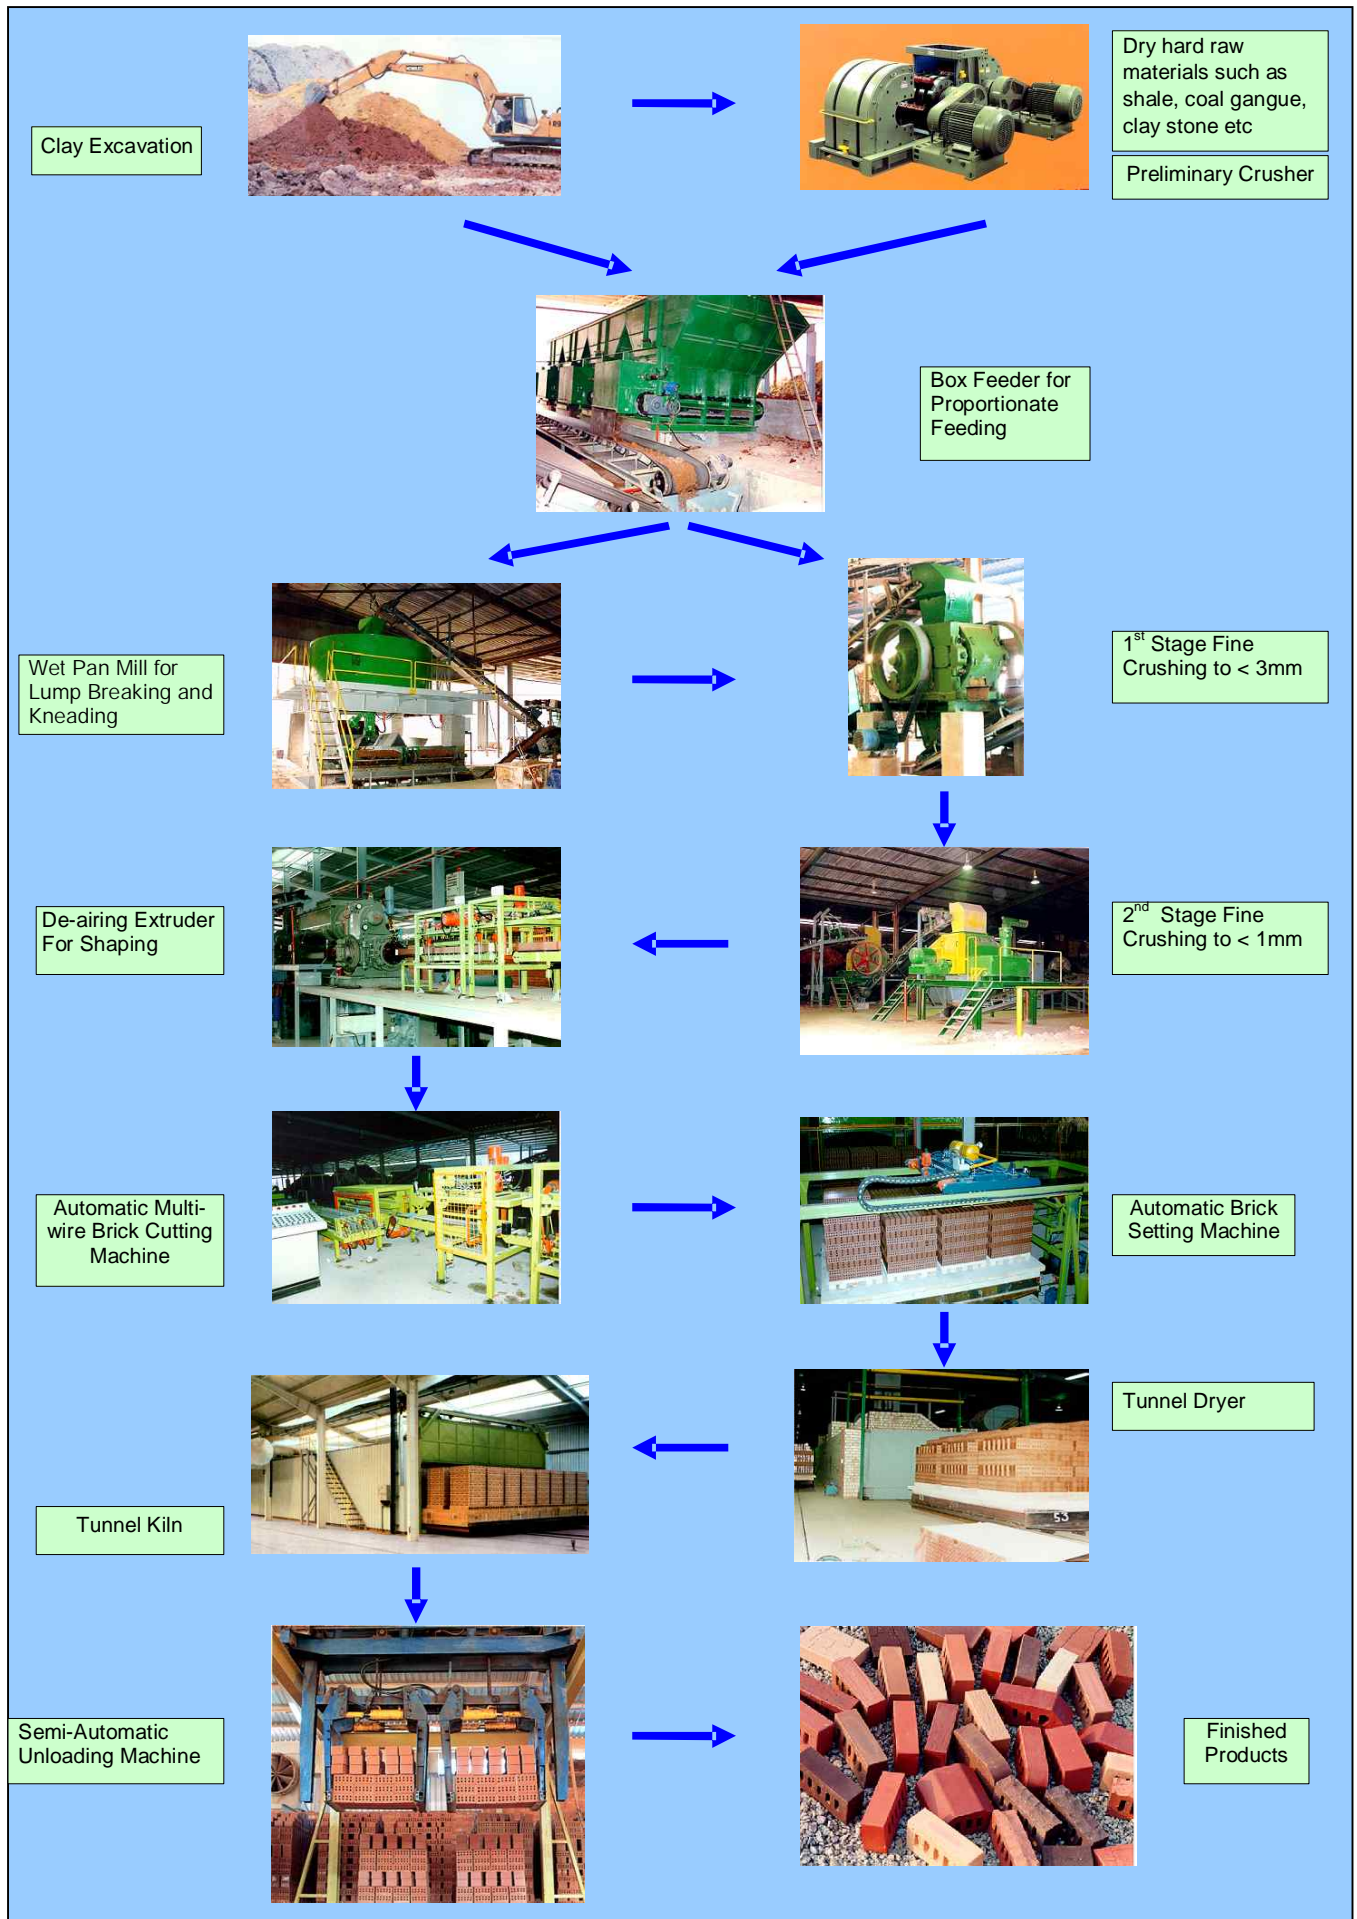 Dry hard raw
materials such as
shale, coal gangue,
clay stone etc
Clay Excavation
Preliminary Crusher
Box Feeder for
Proportionate
Feeding
Wet Pan Mill for
Lump Breaking and
Kneading
1st Stage Fine
Crushing to < 3mm
De-airing Extruder
For Shaping
2nd Stage Fine
Crushing to < 1mm
Automatic Multi-
wire Brick Cutting
Machine
Automatic Brick
Setting Machine
Tunnel Dryer
53
Tunnel Kiln
Semi-Automatic
Unloading Machine
Finished
Products